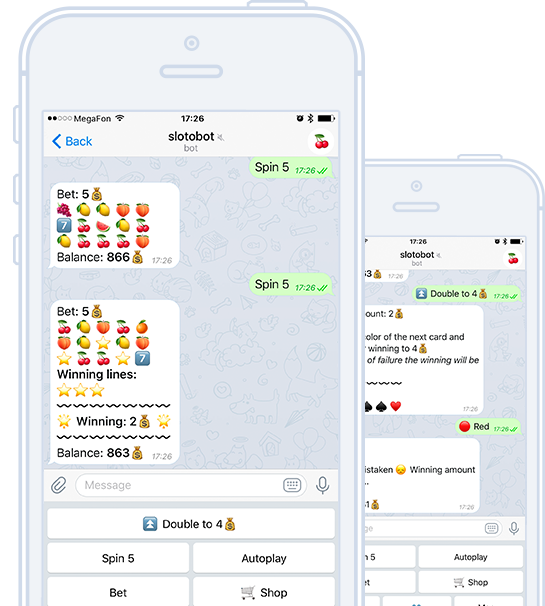 MegaFon 17:26
Back
slotobot
bot
Spin 5 17:26
Bet: 5💰
🍇🍋🍋🍑🍑
7️⃣🍒🍉🍋🍒
🍋🍒🍒🍒🍑
Balance: 866💰 17:26
Spin 5 17:26
Bet: 5💰
🍒🍋🍑🍒🍊
🍑🍋⭐🍋🍑
⭐🍒🍒⭐7️⃣
Winning lines:
⭐⭐⭐
🌟 Winning: 2💰 🌟
Balance: 863💰 17:26
Message
Double to 4💰
Spin 5
Autoplay
Bet
🛒 Shop
17:26
slotobot
bot
63💰 17:26
Double to 4💰 17:26
ount: 2💰
olor of the next card and
winning to 4💰
of failure the winning will be
♠️♠️♥️
17:26
🔴 Red 17:26
istaken 😞 Winning amount
17:26
Autoplay
🛒 Shop